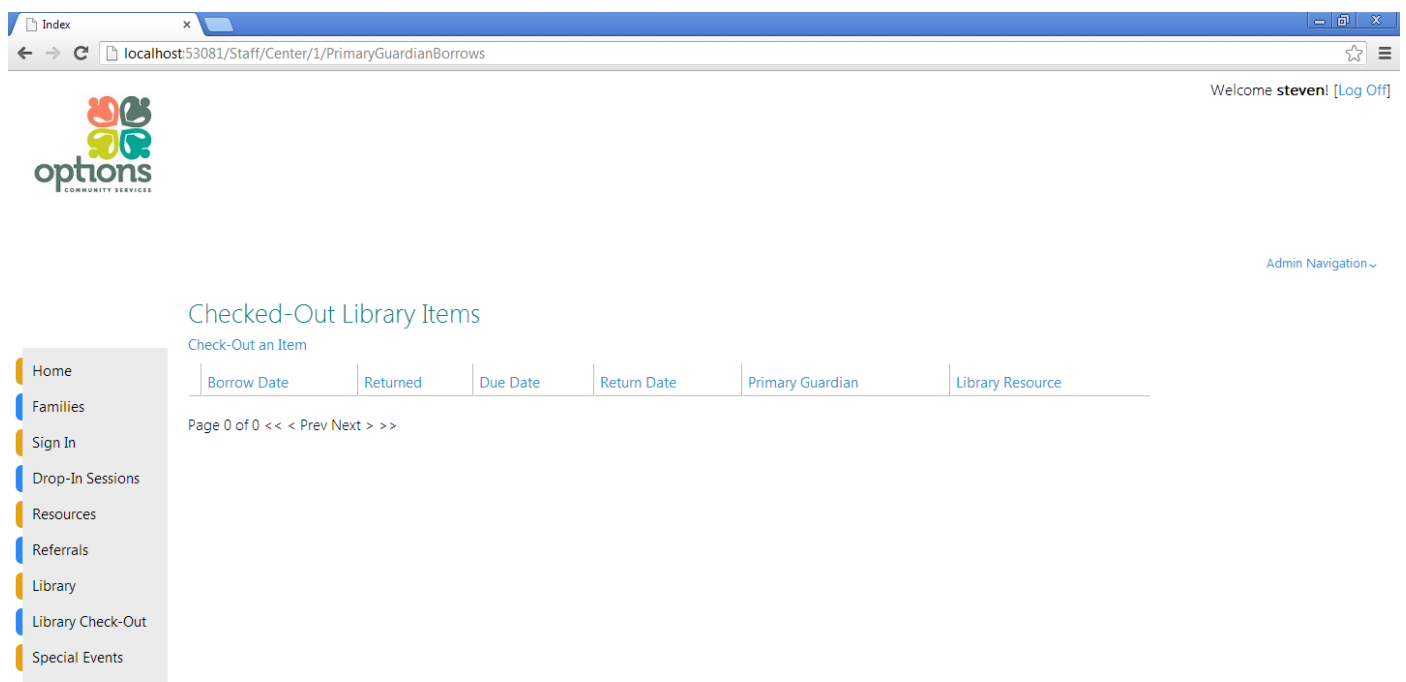 Index
localhost:53081/Staff/Center/1/PrimaryGuardianBorrows
Welcome steven! [Log Off]
options
COMMUNITY SERVICES
Admin Navigation
Checked-Out Library Items
Check-Out an Item
Borrow Date Returned Due Date Return Date Primary Guardian Library Resource
Page 0 of 0 << < Prev Next > >>
Home
Families
Sign In
Drop-In Sessions
Resources
Referrals
Library
Library Check-Out
Special Events